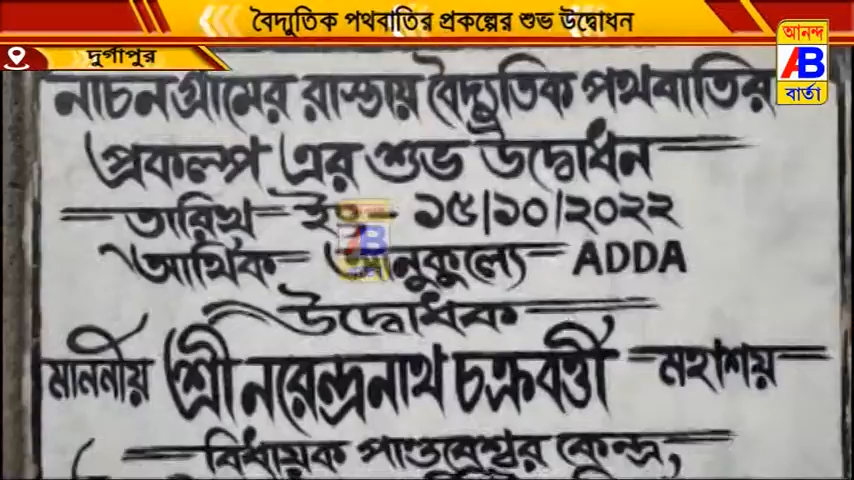 বৈদ্যুতিক পথবাতির প্রকল্পের শুভ উদ্বোধন
দুর্গাপুর
আনন্দ
AB
বার্তা
নাচনগ্রামের রাস্তায় বৈদ্যুতিক পথবাতির
প্রকল্প এর শুভ উদ্বোধন
তারিখ - ইং - ১৫/১০/২০২২
আর্থিক - আনুকুল্যে - ADDA
উদ্বোধক
মাননীয় শ্রী নরেন্দ্রনাথ চক্রবর্ত্তী - মহাশয়
বিধায়ক পাণ্ডবেশ্বর কেন্দ্র,